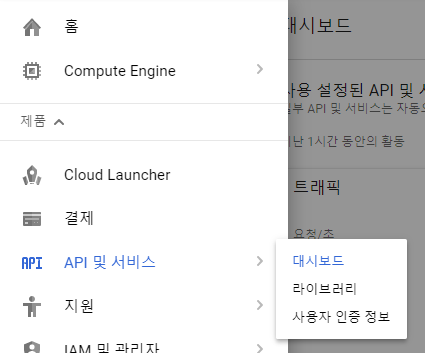 홈
Compute Engine
제품
Cloud Launcher
결제
API API 및 서비스
지원
IAM 및 관리자
대시보드
사용 설정된 API 및 서
일부 API 및 서비스는 자동으
지난 1시간 동안의 활동
트래픽
요청/초
대시보드
라이브러리
사용자 인증 정보